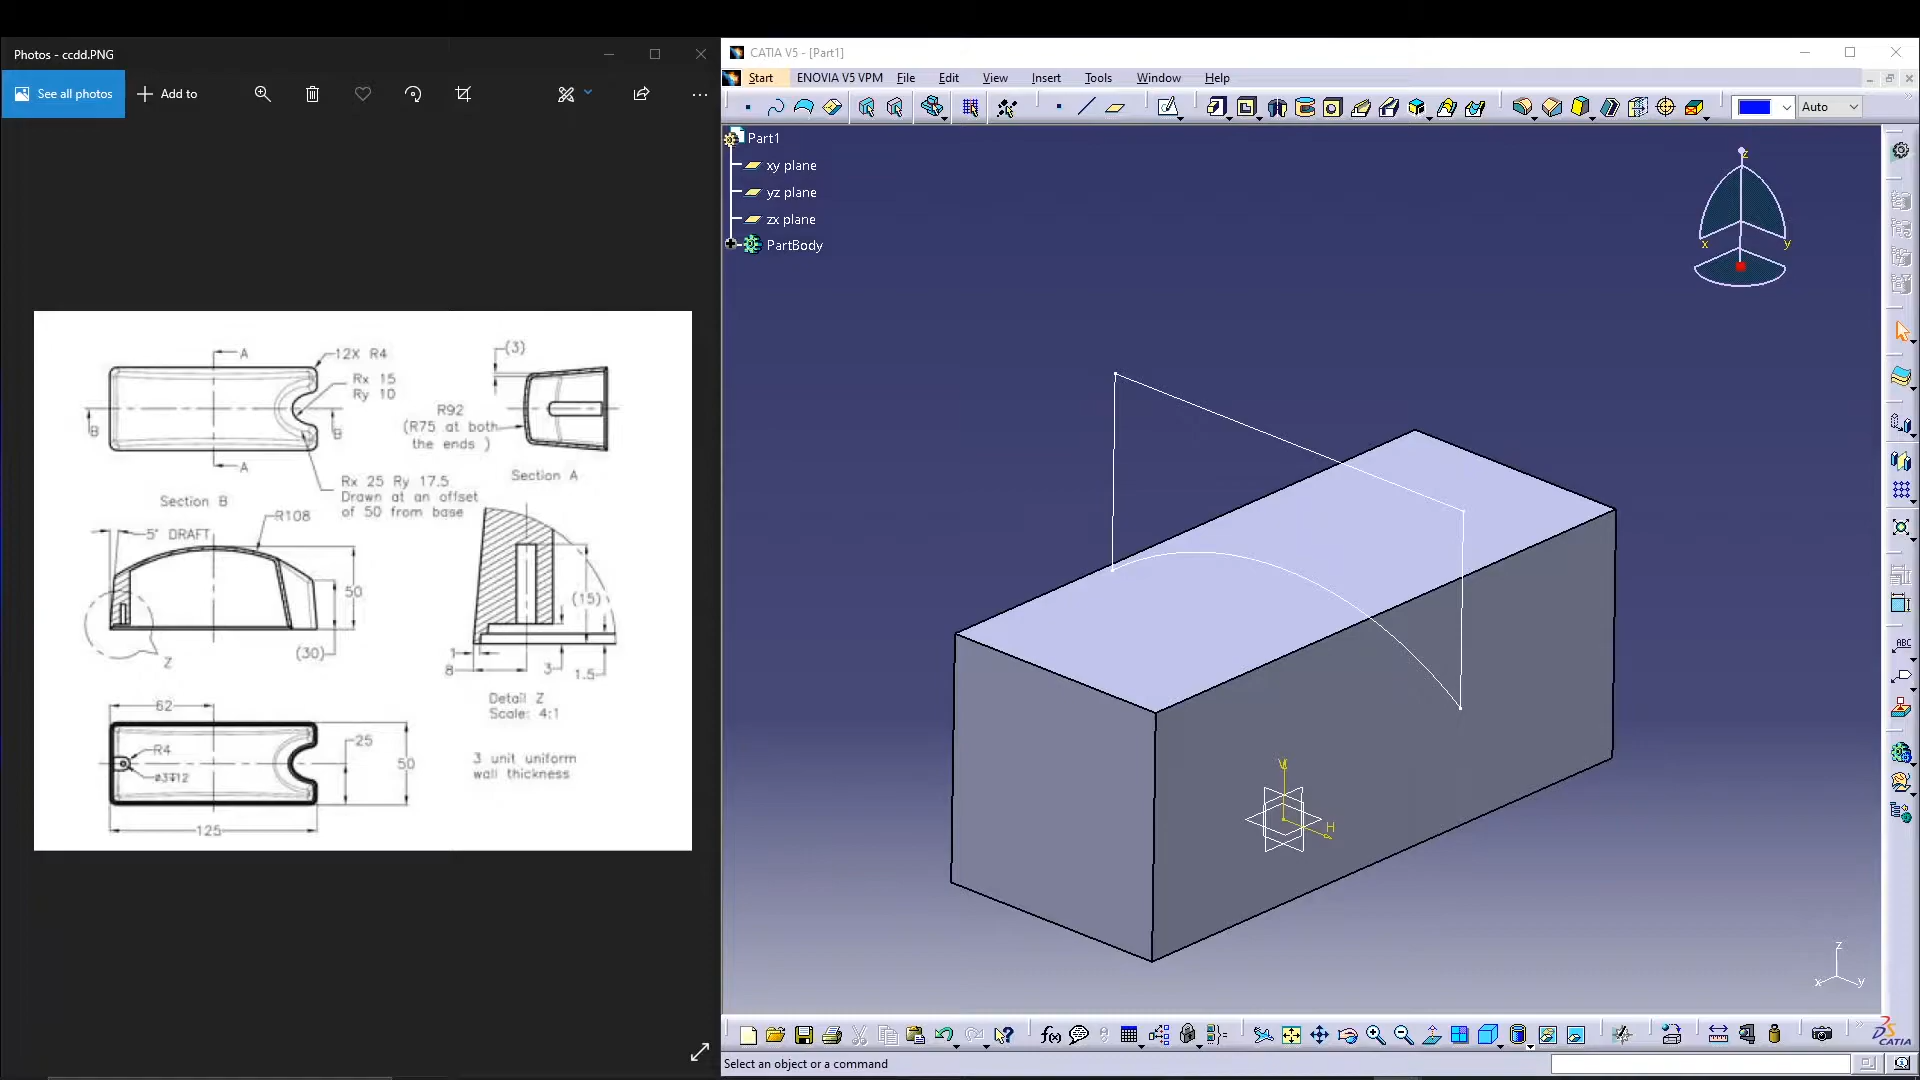 Photos - ccdd.PNG
See all photos
Add to
A
12X R4
Rx 15
Ry 10
B
B
A
Rx 25 Ry 17.5
Drawn at an offset
of 50 from base
(3)
R92
(R75 at both
the ends )
Section A
Section B
5° DRAFT
R108
50
(30)
Z
(15)
1
8
3
1.5
Detail Z
Scale: 4:1
3 unit uniform
wall thickness
62
R4
25
50
125
CATIA V5 - [Part1]
Start ENOVIA V5 VPM File Edit View Insert Tools Window Help
Auto
Part1
xy plane
yz plane
zx plane
PartBody
z
x
y
V
H
z
x
y
ABC
f(x)
CATIA
Select an object or a command